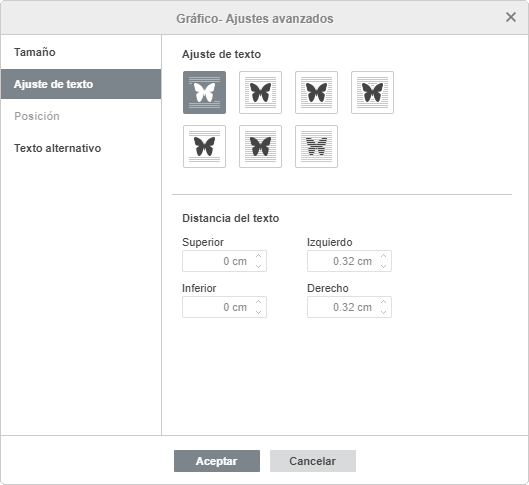 Gráfico- Ajustes avanzados
Tamaño
Ajuste de texto
Posición
Texto alternativo
Ajuste de texto
Distancia del texto
Superior Izquierdo
0 cm 0.32 cm
Inferior Derecho
0 cm 0.32 cm
Aceptar Cancelar